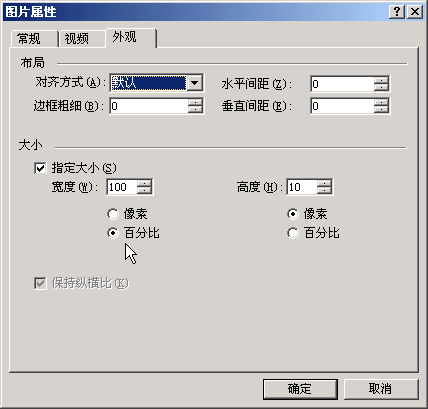 图片属性
常规 视频 外观
布局
对齐方式(A): 默认 水平间距(Z): 0
边框粗细(B): 0 垂直间距(E): 0
大小
指定大小(S)
宽度(W): 100 高度(H): 10
像素 像素
百分比 百分比
保持纵横比(K)
确定 取消